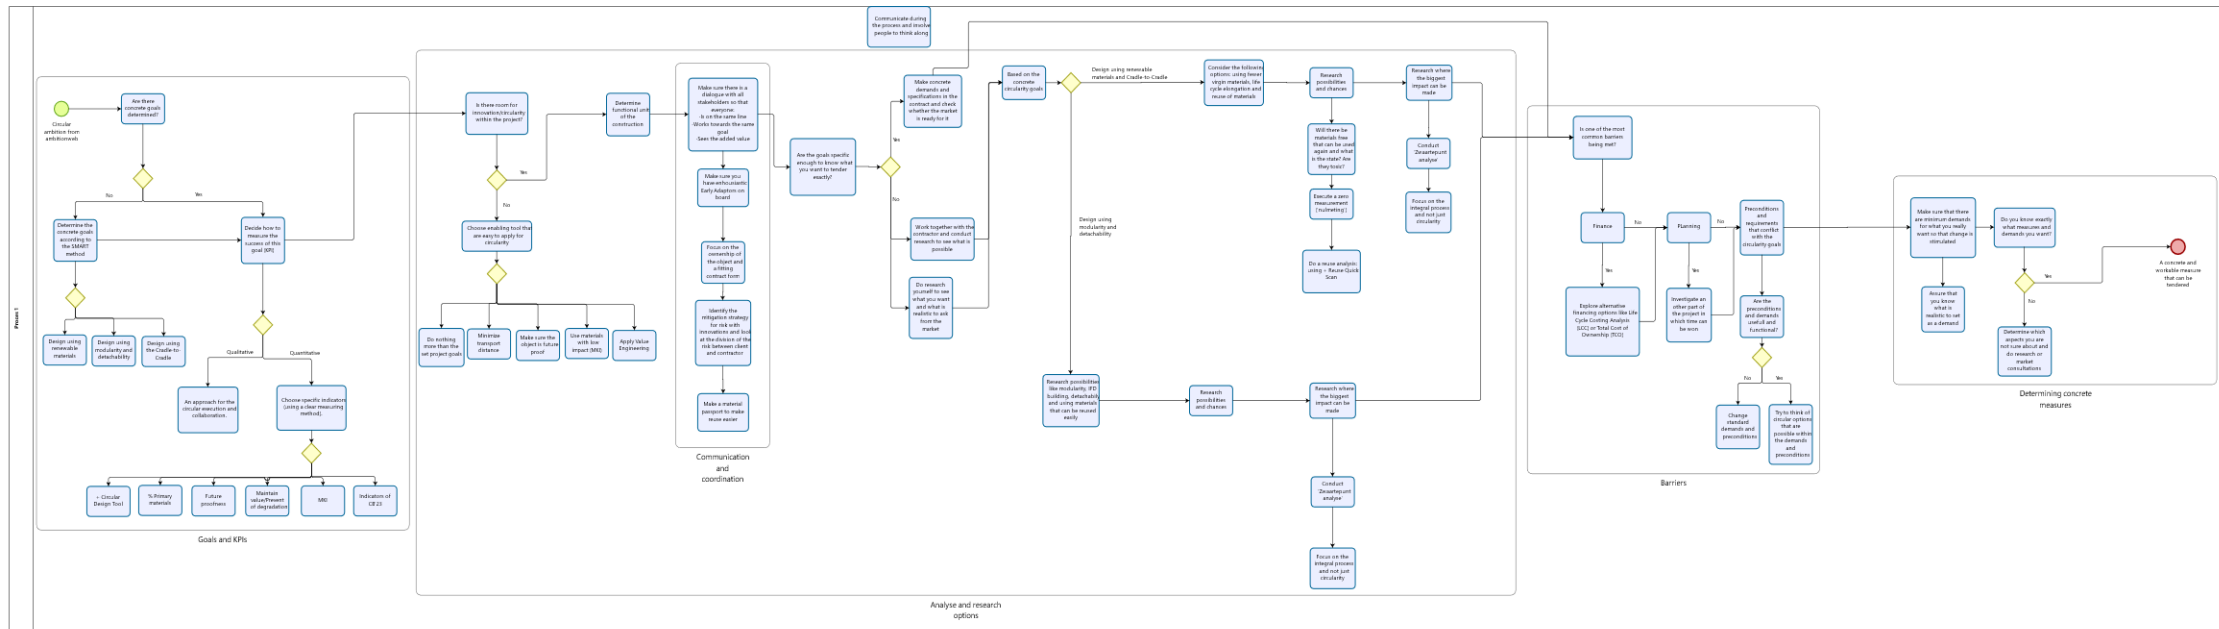 Proces 1
Communicate during
the process and involve
people to think along
Circular
ambition from
ambitionweb
Are there
concrete goals
determined?
No
Yes
Determine the
concrete goals
according to
the SMART
method
Decide how to
measure the
success of this
goal (KPI)
Design using
renewable
materials
Design using
modularity and
detachability
Design using
the Cradle-to-
Cradle
Qualitative
Quantitative
An approach for the
circular execution and
collaboration.
Choose specific indicators
(using a clear measuring
method).
+ Circular
Design Tool
% Primary
materials
Future
proofness
Maintain
value/Prevent
of degradation
MKI
Indicators of
CB'23
Goals and KPIs
Is there room for
innovation/circularity
within the project?
Yes
No
Choose enabling tool that
are easy to apply for
circularity
Do nothing
more than the
set project goals
Minimize
transport
distance
Make sure the
object is future
proof
Use materials
with low
impact (MKI)
Apply Value
Engineering
Determine
functional unit
of the
construction
Make sure there is a
dialogue with all
stakeholders so that
everyone:
-Is on the same line
-Works towards the same
goal
-Sees the added value
Make sure you
have enhousiantic
Early Adaptors on
board
Focus on the
ownership of
the object and
a fitting
contract form
Identify the
mitigation strategy
for risk with
innovations and look
at the division of the
risk between client
and contractor
Make a material
passport to make
reuse easier
Communication
and
coordination
Are the goals specific
enough to know what
you want to tender
exactly?
Yes
No
Make concrete
demands and
specifications in the
contract and check
whether the market
is ready for it
Work together with the
contractor and conduct
research to see what is
possible
Do research
yourself to see
what you want
and what is
realistic to ask
from the
market
Based on the
concrete
circularity goals
Design using renewable
materials and Cradle-to-Cradle
Design using
modularity and
detachability
Consider the following
options: using fewer
virgin materials, life
cycle elongation and
reuse of materials
Research
possibilities
and chances
Will there be
materials free
that can be used
again and what
is the state? Are
they toxic?
Execute a zero
measurement
['nulmeting']
Do a reuse analysis
using + Reuse Quick
Scan
Research where
the biggest
impact can be
made
Conduct
'Zwaartepunt
analyse'
Focus on the
integral process
and not just
circularity
Research possibilities
like modularity, IFD
building, detachably
and using materials
that can be reused
easily
Research
possibilities
and chances
Research where
the biggest
impact can be
made
Conduct
'Zwaartepunt
analyse'
Focus on the
integral process
and not just
circularity
Analyse and research
options
Is one of the most
common barriers
being met?
Finance
No
PLanning
No
Preconditions
and
requirements
that conflict
with the
circularity goals
Yes
Yes
Explore alternative
financing options like Life
Cycle Costing Analysis
(LCC) or Total Cost of
Ownership (TCO)
Investigate an
other part of
the project in
which time can
be won
Are the
preconditions
and demands
usefull and
functional?
No
Yes
Change
standard
demands and
preconditions
Try to think of
circular options
that are
possible within
the demands
and
preconditions
Barriers
Make sure that there
are minimum demands
for what you really
want so that change is
stimulated
Assure that
you know
what is
realistic to set
as a demand
Do you know exactly
what measures and
demands you want?
Yes
No
Determine which
aspects you are
not sure about and
do research or
market
consultations
A concrete and
workable measure
that can be
tendered
Determining concrete
measures